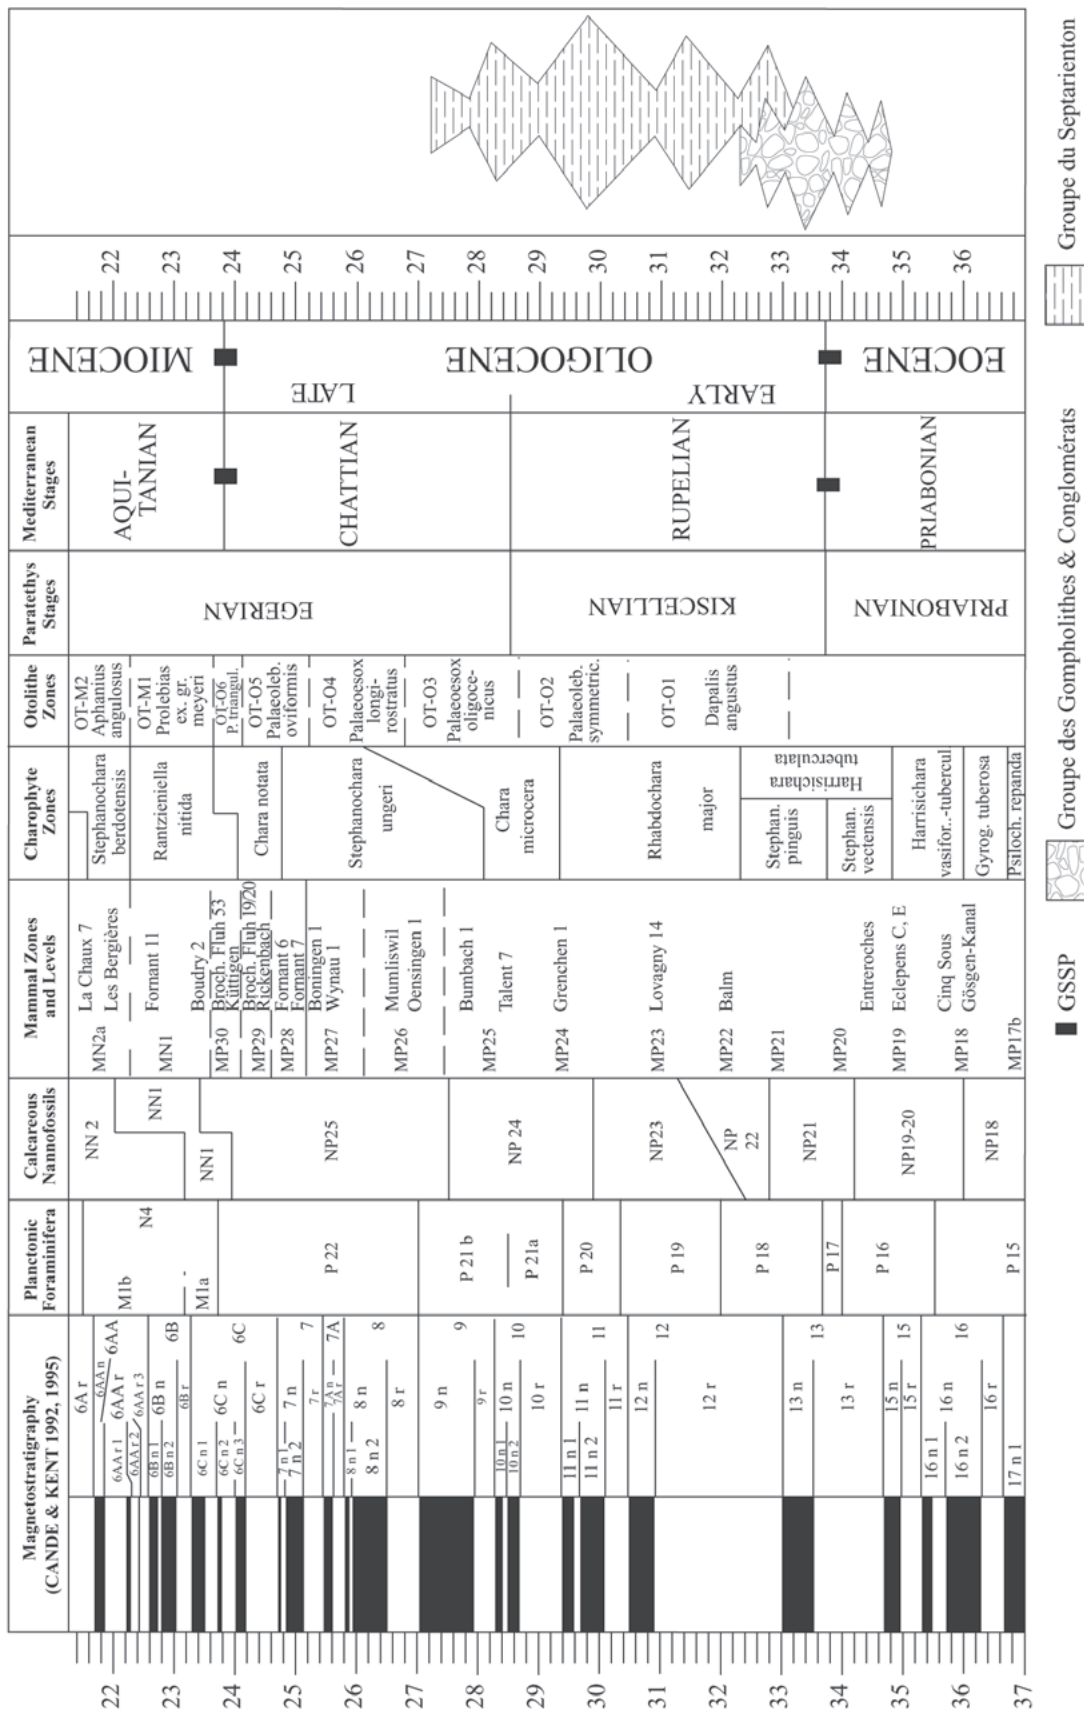 Magnetostratigraphy
(CANDE & KENT 1992, 1995)
Planctonic
Foraminifera
Calcareous
Nannofossils
Mammal Zones
and Levels
Charophyte
Zones
Otolithe
Zones
Paratethys
Stages
Mediterranean
Stages
22
23
24
25
26
27
28
29
30
31
32
33
34
35
36
37
6A r
6AA n
6AA
6AA r
6AA r 1
6AA r 2
6AA r 3
6B n 1
6B n 2
6B n
6B
6B r
6C n 1
6C n 2
6C n 3
6C n
6C
6C r
7 n 1
7 n 2
7 n
7
7 r
7A n
7A r
7A
8 n 1
8 n 2
8 n
8
8 r
9 n
9
9 r
10 n 1
10 n 2
10 n
10
10 r
11 n 1
11 n 2
11 n
11
11 r
12 n
12
12 r
13 n
13
13 r
15 n
15
15 r
16 n 1
16 n 2
16 n
16
16 r
17 n 1
N4
M1b
-
M1a
P 22
P 21 b
P 21a
P 20
P 19
P 18
P 17
P 16
P 15
NN 2
NN1
NN1
NP25
NP 24
NP23
NP
22
NP21
NP19-20
NP18
MN2a
La Chaux 7
Les Bergières
MN1
Fornant 11
Boudry 2
MP30
Broch. Fluh 53
Küttigen
MP29
Broch. Fluh 19/20
Rickenbach
MP28
Fornant 6
Fornant 7
MP27
Boningen 1
Wynau 1
MP26
Mumliswil
Oensingen 1
MP25
Bumbach 1
Talent 7
MP24
Grenchen 1
MP23
Lovagny 14
MP22
Balm
MP21
MP20
Entreroches
MP19
Eclepens C, E
MP18
Cinq Sous
Gösgen-Kanal
MP17b
Stephanochara
berdotensis
Rantzieniella
nitida
Chara notata
Stephanochara
ungeri
Chara
microcera
Rhabdochara
major
Stephan.
pinguis
Harrisichara
tuberculata
Stephan.
vectensis
Harrisichara
vasifor..-tubercul
Gyrog. tuberosa
Psiloch. repanda
OT-M2
Aphanius
angulosus
OT-M1
Prolebias
ex. gr.
meyeri
OT-O6
P. triangul.
OT-O5
Palaeoleb.
oviformis
OT-O4
Palaeoesox
longi-
rostratus
OT-O3
Palaeoesox
oligoce-
nicus
OT-O2
Palaeoleb.
symmetric.
OT-O1
Dapalis
angustus
EGERIAN
KISCELLIAN
PRIABONIAN
AQUI-
TANIAN
CHATTIAN
RUPELIAN
PRIABONIAN
MIOCENE
OLIGOCENE
LATE
EARLY
EOCENE
22
23
24
25
26
27
28
29
30
31
32
33
34
35
36
GSSP
Groupe des Gompholithes & Conglomérats
Groupe du Septarienton